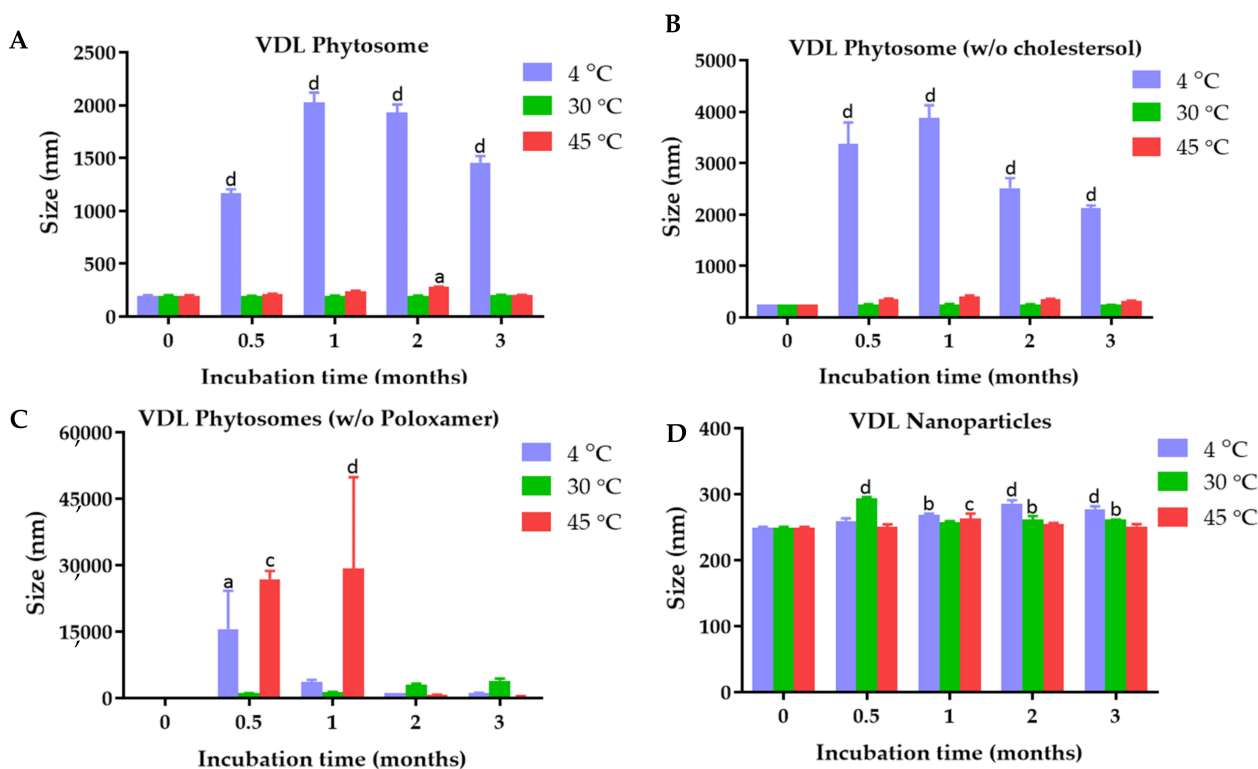 A
VDL Phytosome
2500
2000
1500
1000
500
0
Size (nm)
d
d
d
d
a
0 0.5 1 2 3
Incubation time (months)
4 °C
30 °C
45 °C
B
VDL Phytosome (w/o cholestersol)
5000
4000
3000
2000
1000
0
Size (nm)
d
d
d
d
0 0.5 1 2 3
Incubation time (months)
4 °C
30 °C
45 °C
C
VDL Phytosomes (w/o Poloxamer)
60000
45000
30000
15000
0
Size (nm)
a
c
d
0 0.5 1 2 3
Incubation time (months)
4 °C
30 °C
45 °C
D
VDL Nanoparticles
400
300
200
100
0
Size (nm)
d
b c
d b
d b
0 0.5 1 2 3
Incubation time (months)
4 °C
30 °C
45 °C